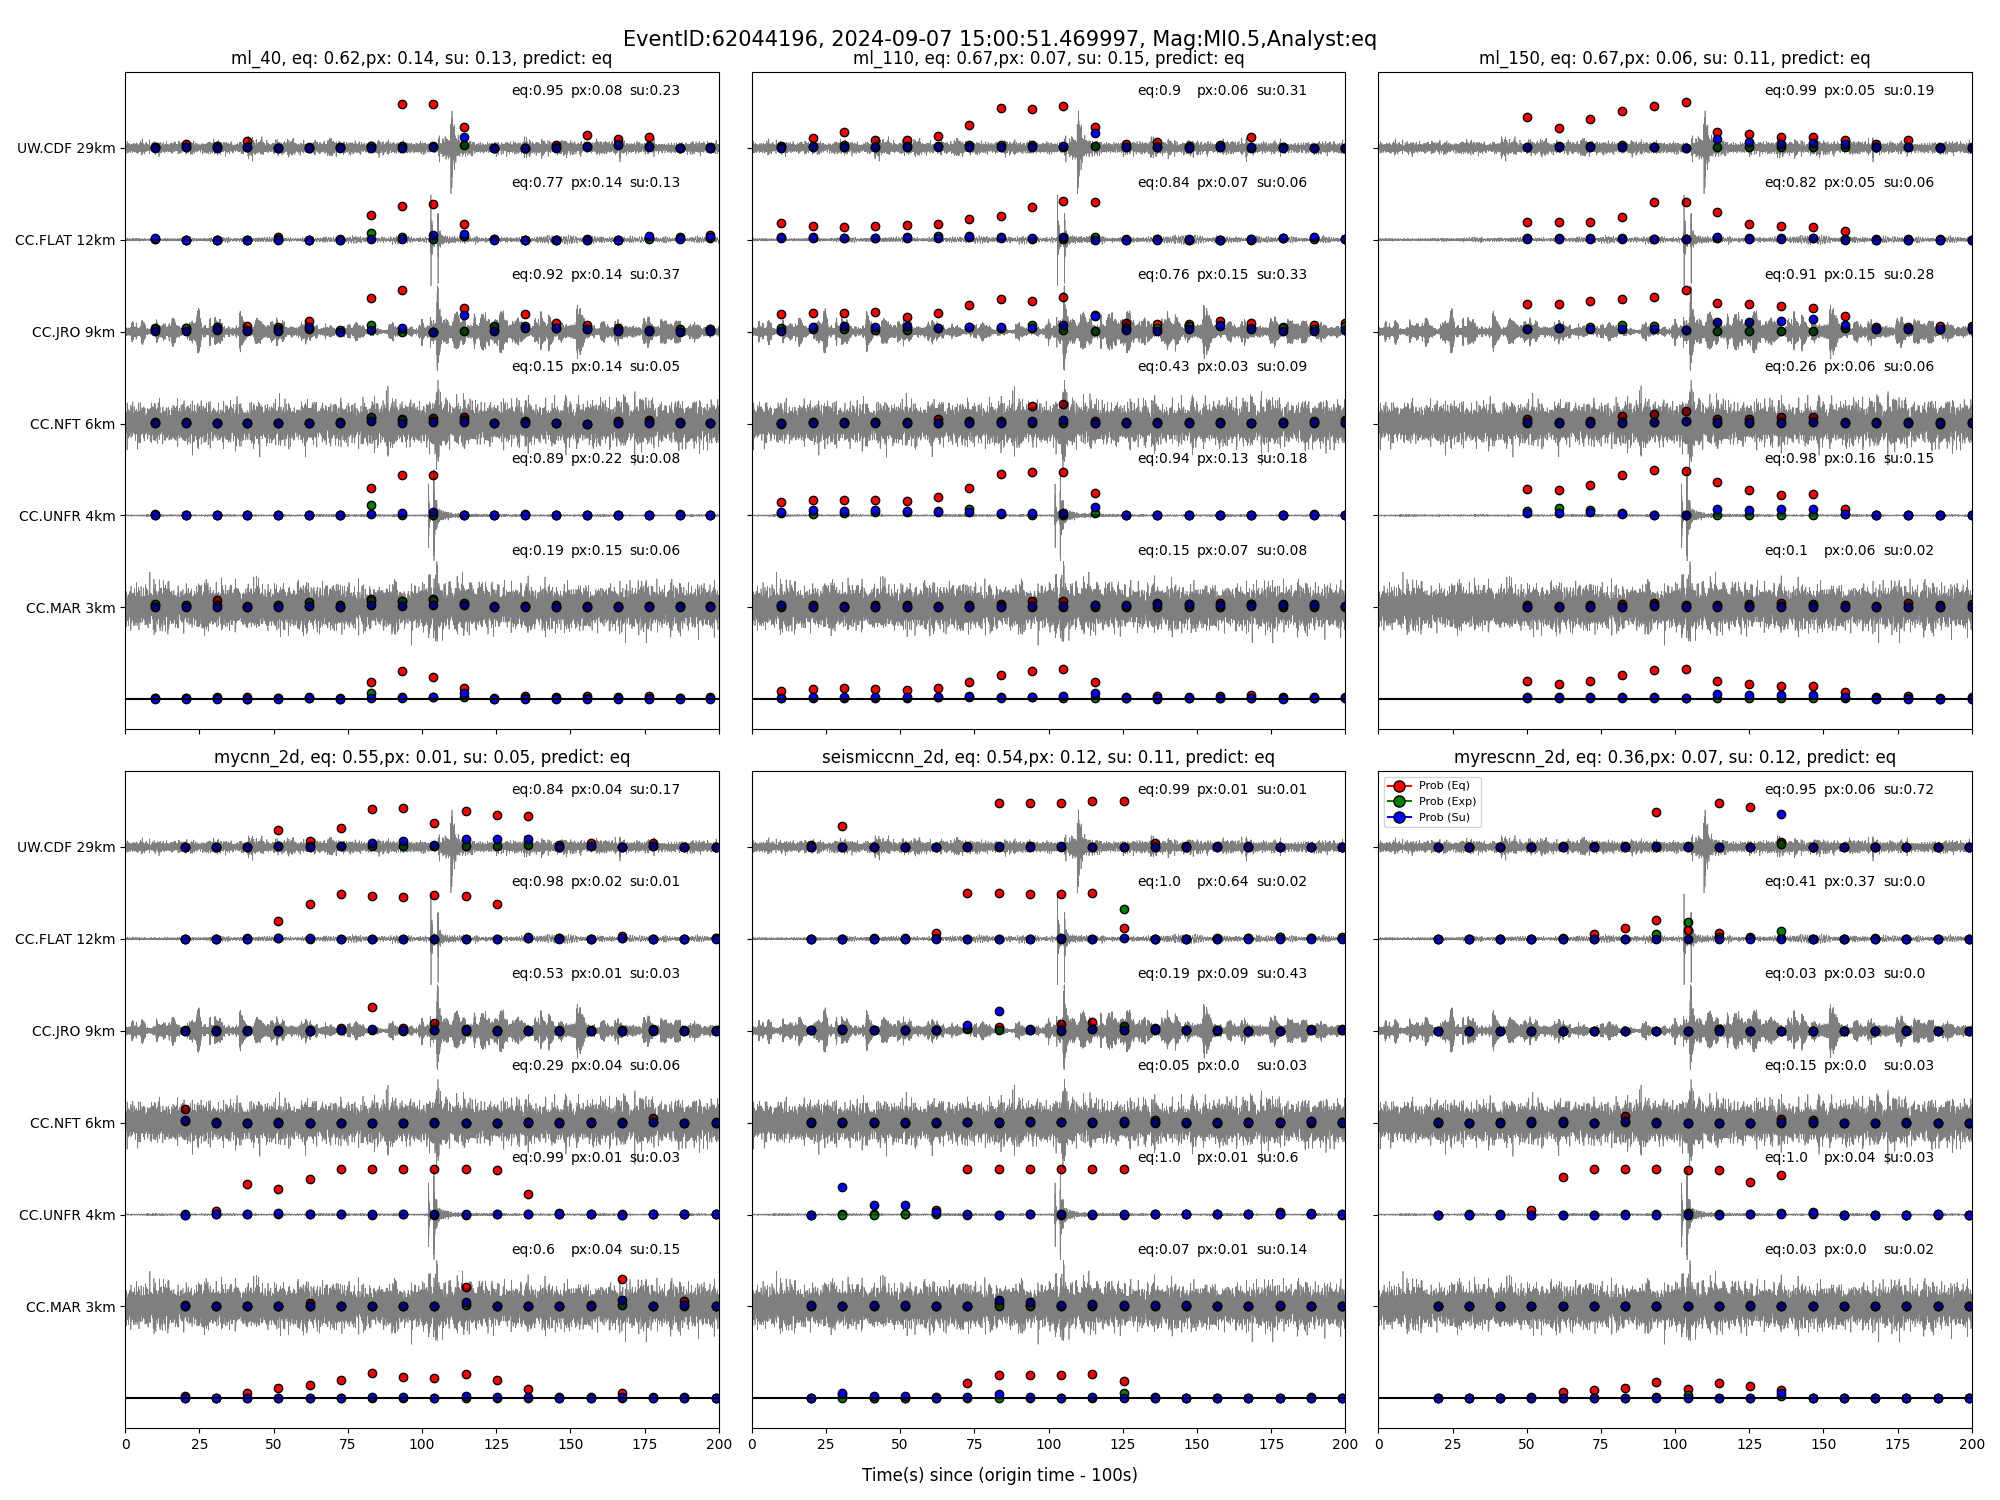 EventID:62044196, 2024-09-07 15:00:51.469997, Mag:Ml0.5,Analyst:eq
ml_40, eq: 0.62,px: 0.14, su: 0.13, predict: eq
UW.CDF 29km
eq:0.95 px:0.08 su:0.23
CC.FLAT 12km
eq:0.77 px:0.14 su:0.13
CC.JRO 9km
eq:0.92 px:0.14 su:0.37
CC.NFT 6km
eq:0.15 px:0.14 su:0.05
CC.UNFR 4km
eq:0.89 px:0.22 su:0.08
CC.MAR 3km
eq:0.19 px:0.15 su:0.06
ml_110, eq: 0.67,px: 0.07, su: 0.15, predict: eq
eq:0.9 px:0.06 su:0.31
eq:0.84 px:0.07 su:0.06
eq:0.76 px:0.15 su:0.33
eq:0.43 px:0.03 su:0.09
eq:0.94 px:0.13 su:0.18
eq:0.15 px:0.07 su:0.08
ml_150, eq: 0.67,px: 0.06, su: 0.11, predict: eq
eq:0.99 px:0.05 su:0.19
eq:0.82 px:0.05 su:0.06
eq:0.91 px:0.15 su:0.28
eq:0.26 px:0.06 su:0.06
eq:0.98 px:0.16 su:0.15
eq:0.1 px:0.06 su:0.02
mycnn_2d, eq: 0.55,px: 0.01, su: 0.05, predict: eq
UW.CDF 29km
eq:0.84 px:0.04 su:0.17
CC.FLAT 12km
eq:0.98 px:0.02 su:0.01
CC.JRO 9km
eq:0.53 px:0.01 su:0.03
CC.NFT 6km
eq:0.29 px:0.04 su:0.06
CC.UNFR 4km
eq:0.99 px:0.01 su:0.03
CC.MAR 3km
eq:0.6 px:0.04 su:0.15
0 25 50 75 100 125 150 175 200
seismiccnn_2d, eq: 0.54,px: 0.12, su: 0.11, predict: eq
eq:0.99 px:0.01 su:0.01
eq:1.0 px:0.64 su:0.02
eq:0.19 px:0.09 su:0.43
eq:0.05 px:0.0 su:0.03
eq:1.0 px:0.01 su:0.6
eq:0.07 px:0.01 su:0.14
0 25 50 75 100 125 150 175 200
myrescnn_2d, eq: 0.36,px: 0.07, su: 0.12, predict: eq
Prob (Eq)
Prob (Exp)
Prob (Su)
eq:0.95 px:0.06 su:0.72
eq:0.41 px:0.37 su:0.0
eq:0.03 px:0.03 su:0.0
eq:0.15 px:0.0 su:0.03
eq:1.0 px:0.04 su:0.03
eq:0.03 px:0.0 su:0.02
0 25 50 75 100 125 150 175 200
Time(s) since (origin time - 100s)